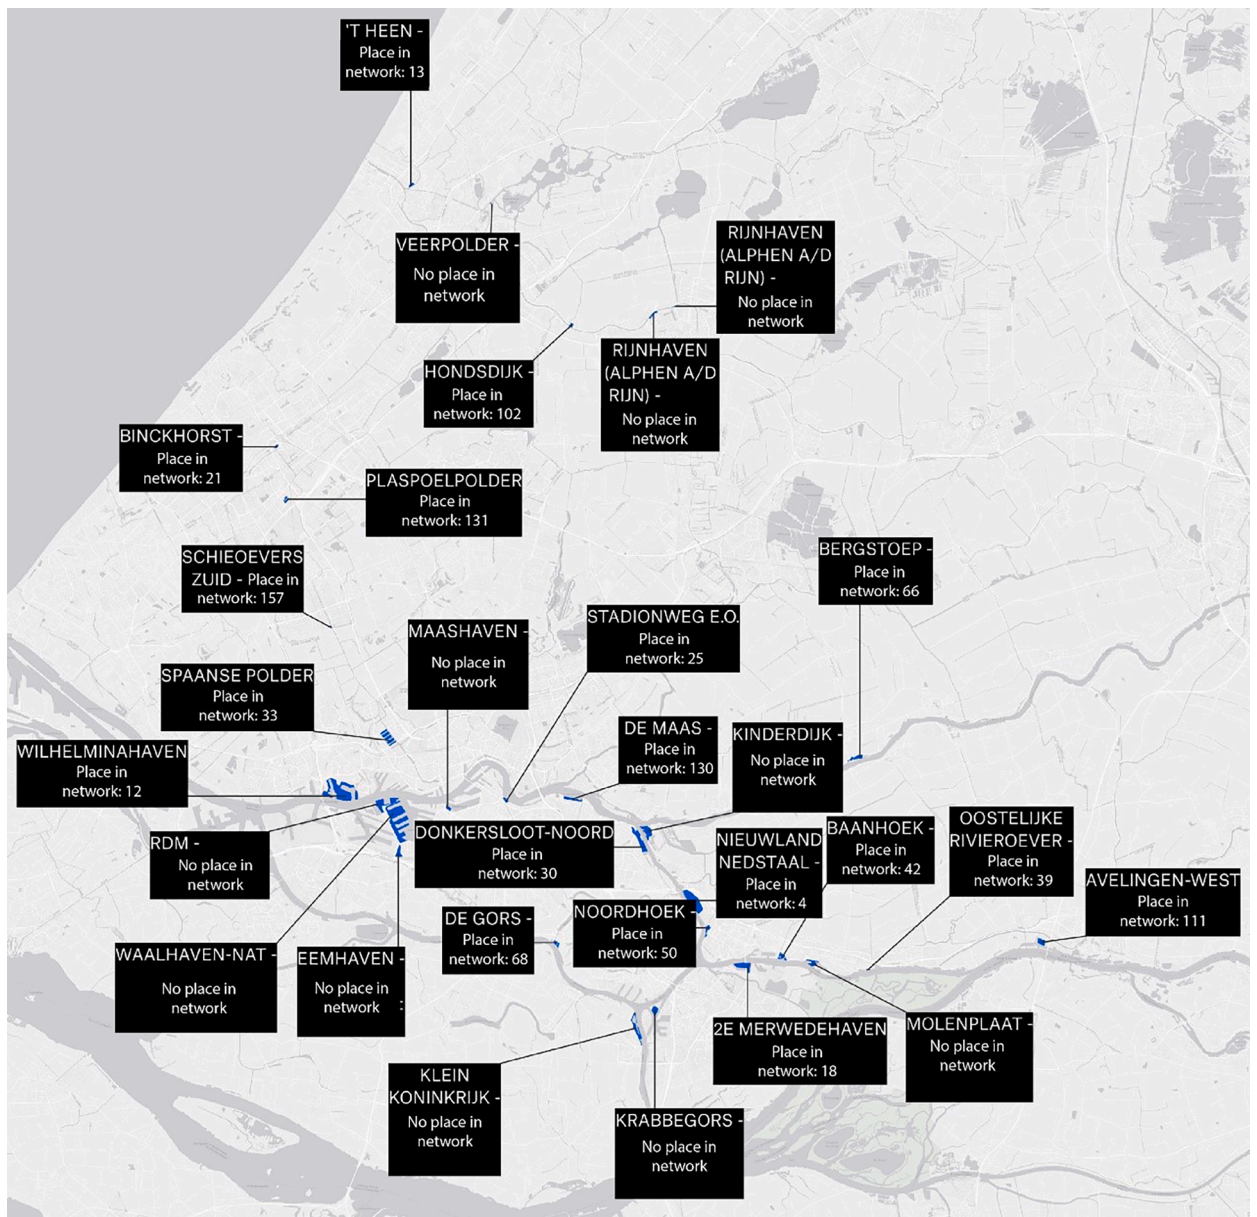 'T HEEN -
Place in
network: 13
VEERPOLDER -
No place in
network
RIJNHAVEN
(ALPHEN A/D
RIJN) -
No place in
network
RIJNHAVEN
(ALPHEN A/D
RIJN) -
No place in
network
HONDSDIJK -
Place in
network: 102
BINCKHORST -
Place in
network: 21
PLASPOELPOLDER
Place in
network: 131
SCHIEOEVERS
ZUID - Place in
network: 157
BERGSTOEP -
Place in
network: 66
STADIONWEG E.O.
Place in
network: 25
MAASHAVEN -
No place in
network
SPAANSE POLDER
Place in
network: 33
DE MAAS -
Place in
network: 130
KINDERDIJK -
No place in
network
WILHELMINAHAVEN
Place in
network: 12
RDM -
No place in
network
DONKERSLOOT-NOORD
Place in
network: 30
NIEUWLAND
NEDSTAAL -
Place in
network: 4
BAANHOEK -
Place in
network: 42
OOSTELIJKE
RIVIEROEVER -
Place in
network: 39
AVELINGEN-WEST
Place in
network: 111
NOORDHOEK -
Place in
network: 50
DE GORS -
Place in
network: 68
WAALHAVEN-NAT -
No place in
network
EEMHAVEN -
No place in
network :
2E MERWEDEHAVEN
Place in
network: 18
MOLENPLAAT -
No place in
network
KLEIN
KONINKRIJK -
No place in
network
KRABBEGORS -
No place in
network